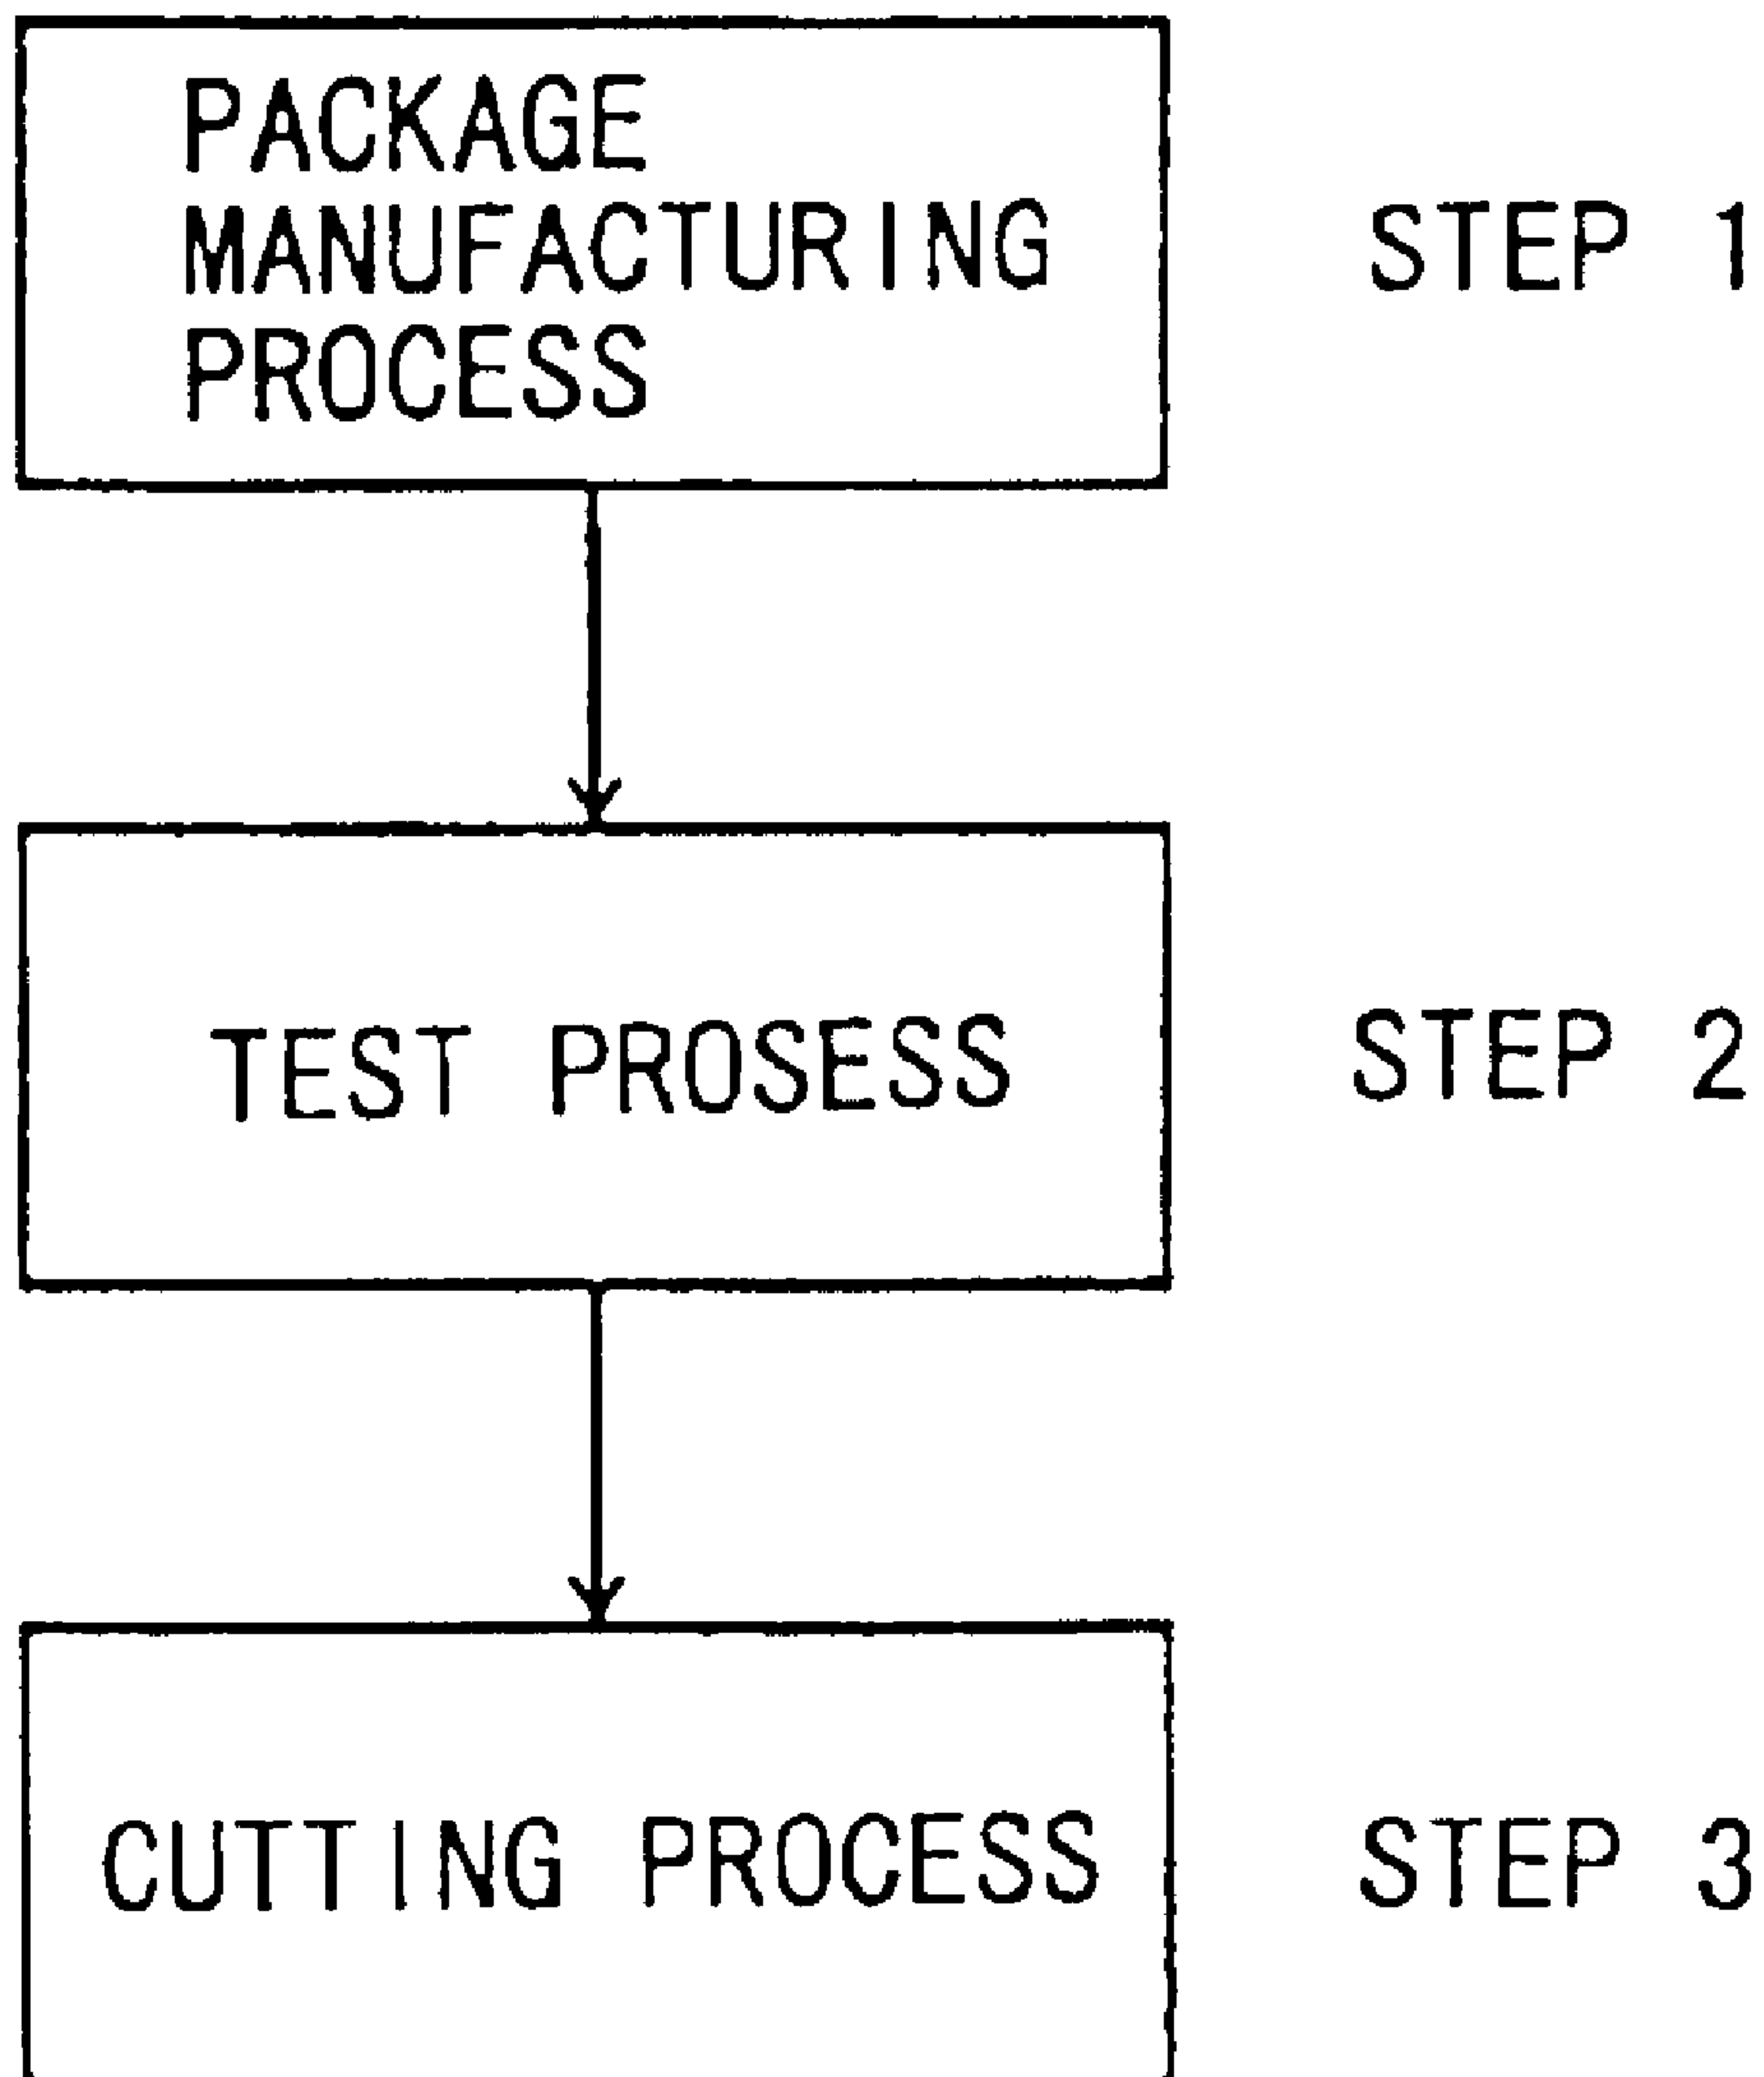 PACKAGE
MANUFACTURING
PROCESS
STEP 1
TEST PROSESS
STEP 2
CUTTING PROCESS
STEP 3